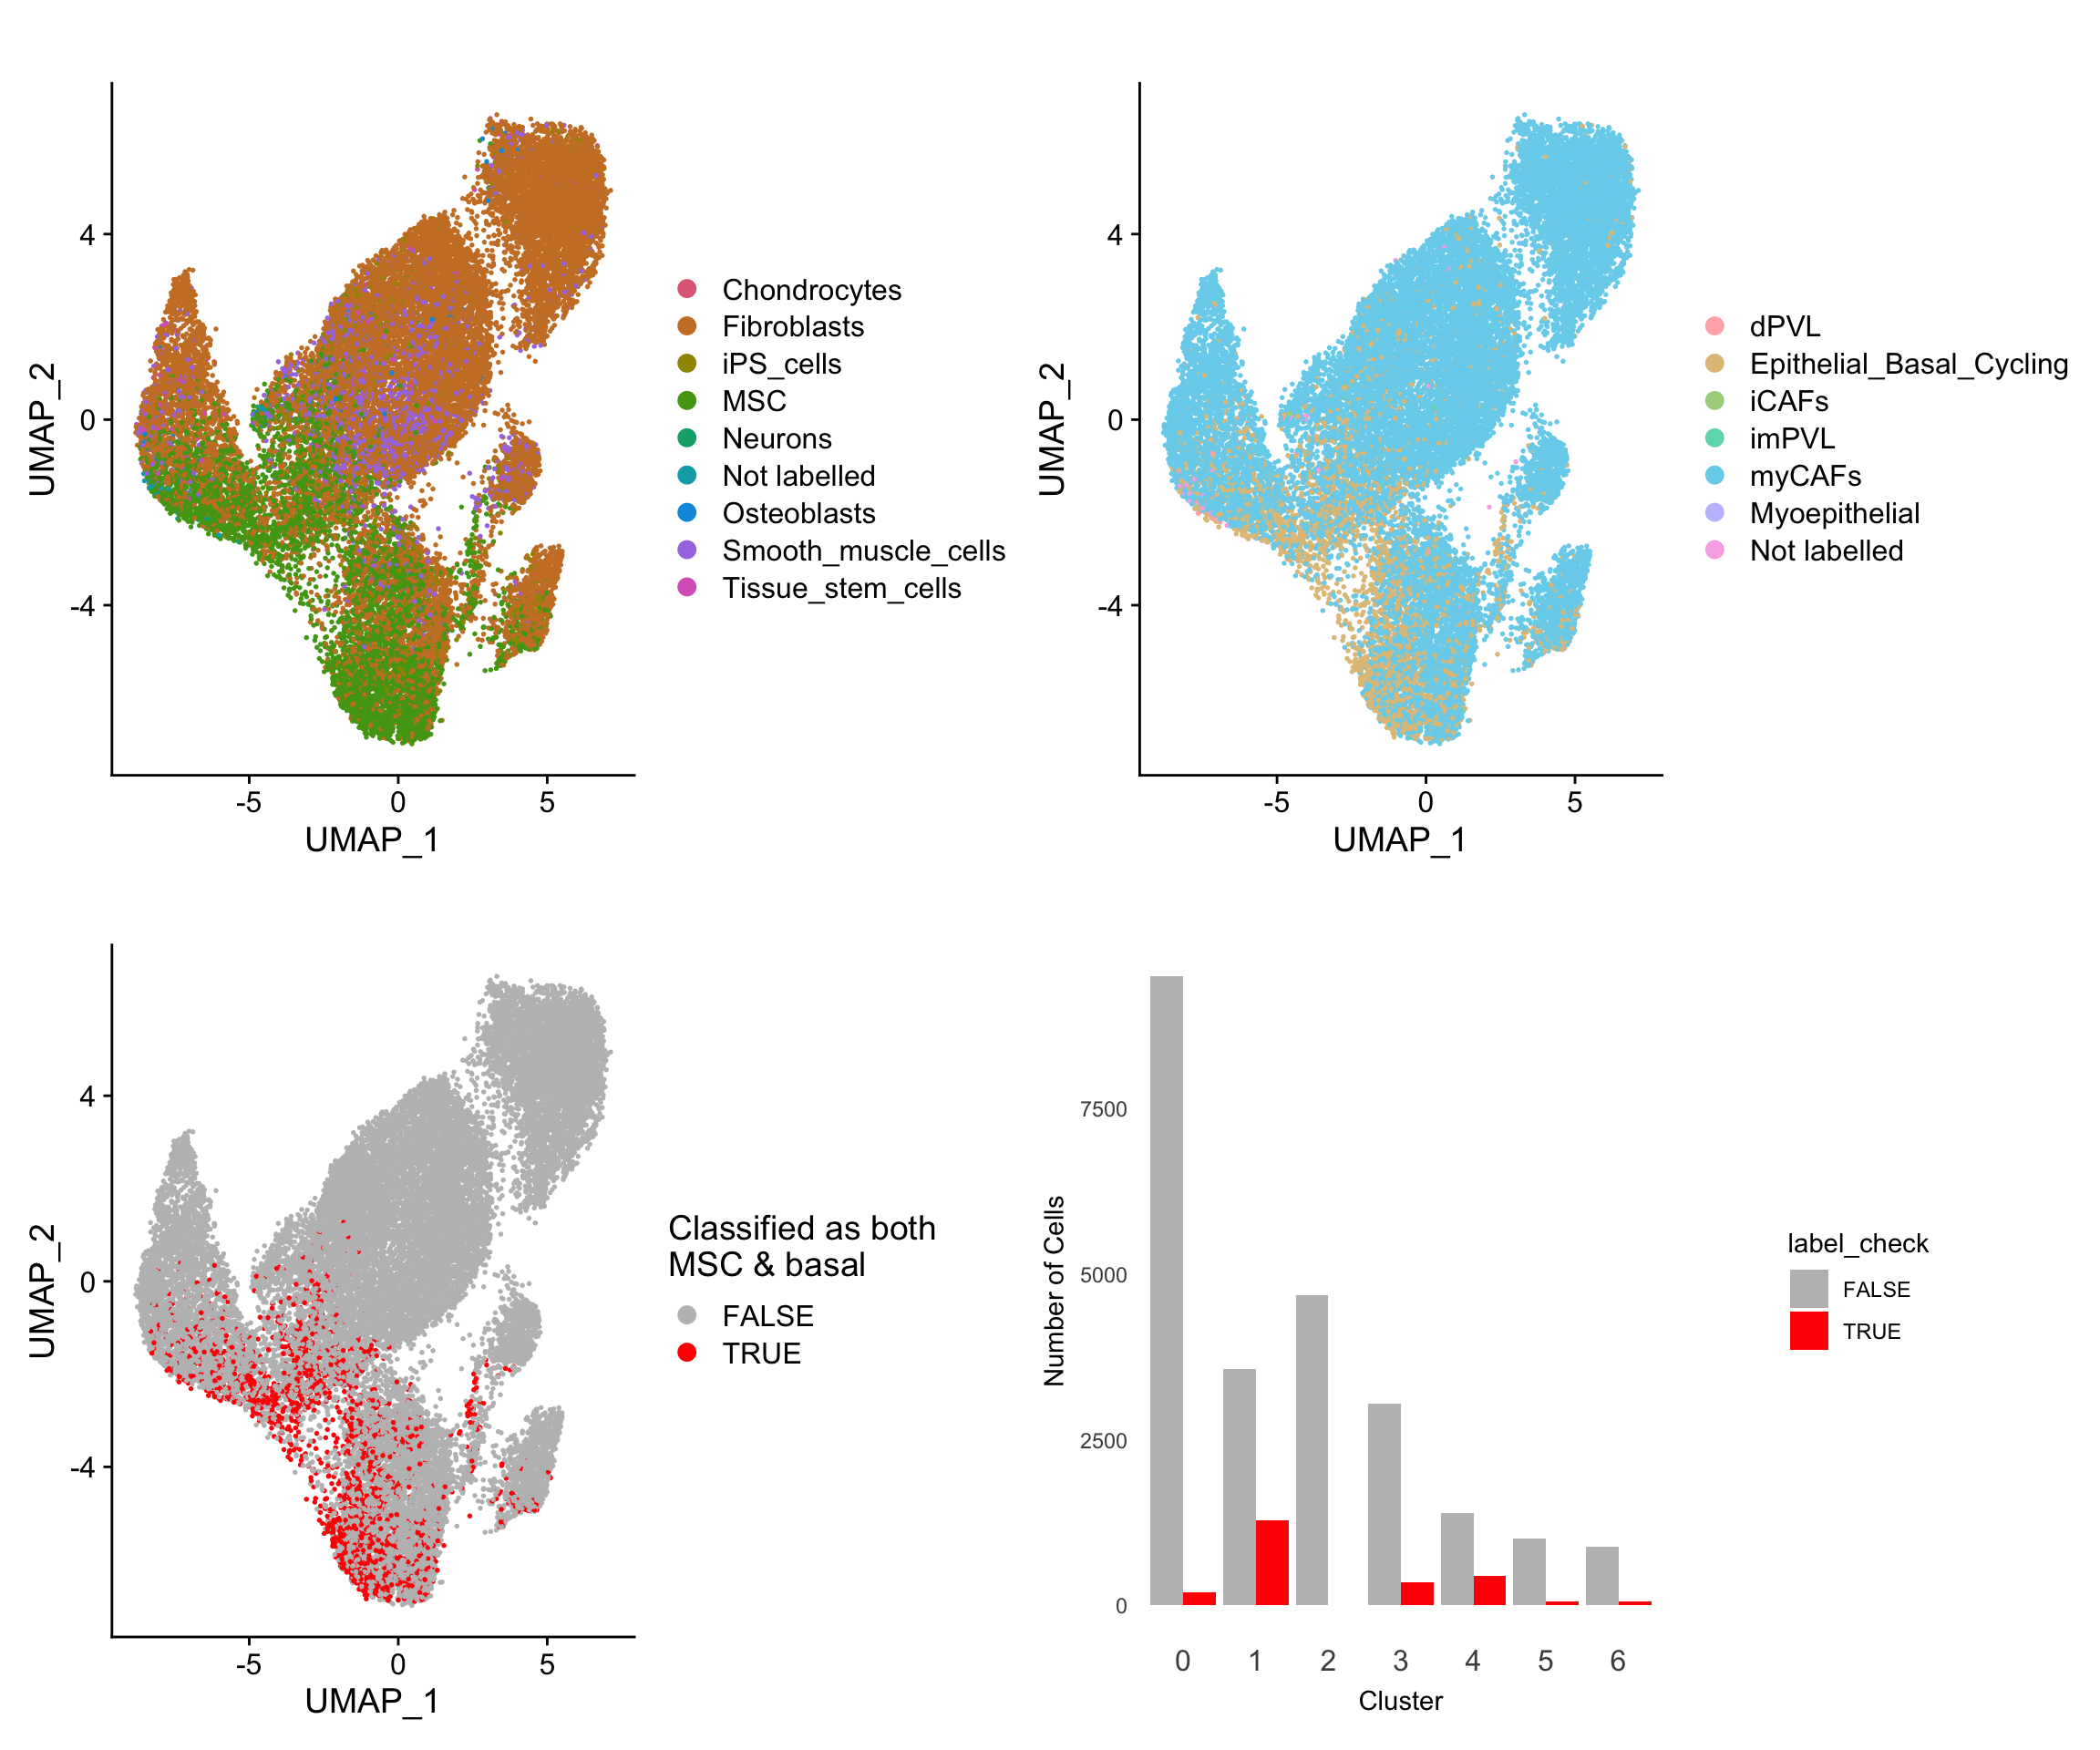 UMAP_2
4
0
-4
-5
0
5
UMAP_1
Chondrocytes
Fibroblasts
iPS_cells
MSC
Neurons
Not labelled
Osteoblasts
Smooth_muscle_cells
Tissue_stem_cells
UMAP_2
4
0
-4
-5
0
5
UMAP_1
dPVL
Epithelial_Basal_Cycling
iCAFs
imPVL
myCAFs
Myoepithelial
Not labelled
UMAP_2
4
0
-4
-5
0
5
UMAP_1
Classified as both
MSC & basal
FALSE
TRUE
Number of Cells
7500
5000
2500
0
0
1
2
3
4
5
6
Cluster
label_check
FALSE
TRUE